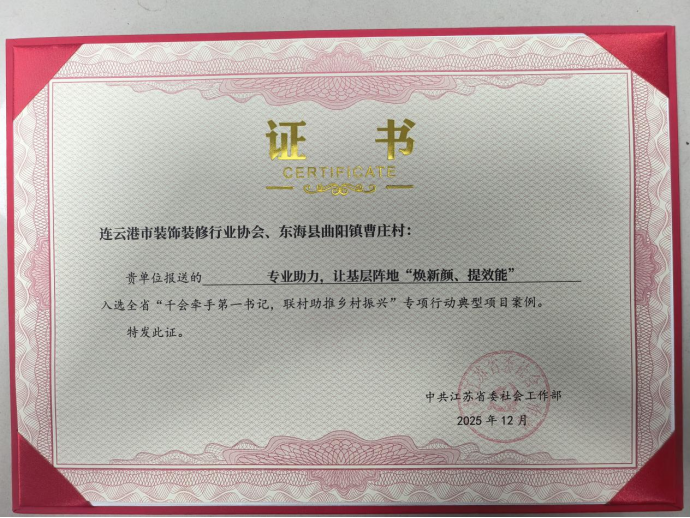 证 书
CERTIFICATE
连云港市装饰装修行业协会、东海县曲阳镇曹庄村：
贵单位报送的 专业助力，让基层阵地“焕新颜、提效能”
入选全省“千会牵手第一书记，联村助推乡村振兴”专项行动典型项目案例。
特发此证。
中共江苏省委社会工作部
2025 年 12 月